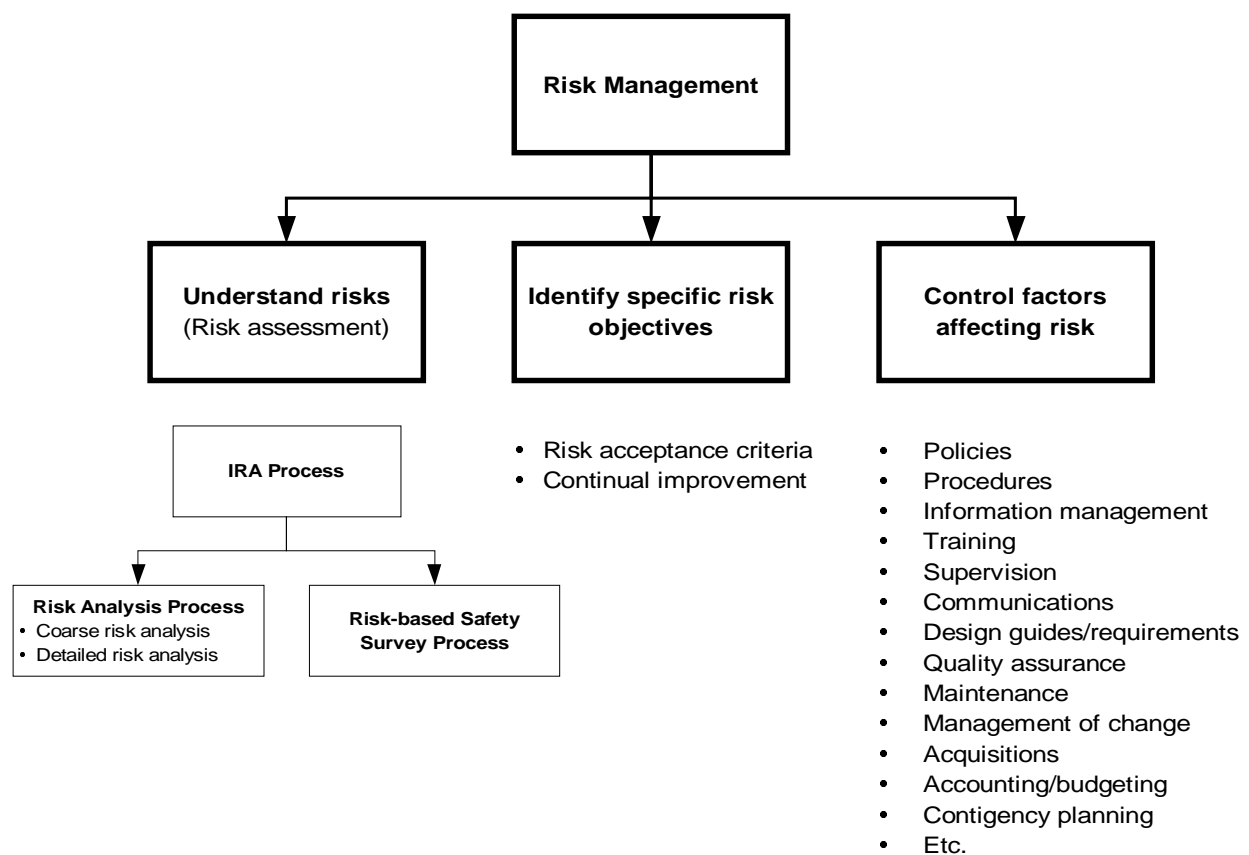 Risk Management
Understand risks
(Risk assessment)
Identify specific risk
objectives
Control factors
affecting risk
IRA Process
Risk Analysis Process
• Coarse risk analysis
• Detailed risk analysis
Risk-based Safety
Survey Process
• Risk acceptance criteria
• Continual improvement
• Policies
• Procedures
• Information management
• Training
• Supervision
• Communications
• Design guides/requirements
• Quality assurance
• Maintenance
• Management of change
• Acquisitions
• Accounting/budgeting
• Contigency planning
• Etc.